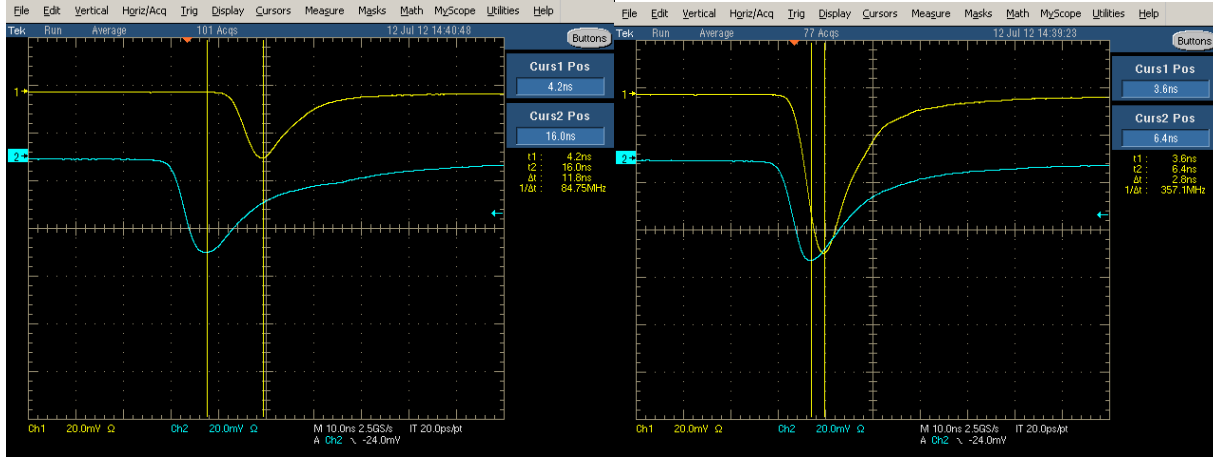 File Edit Vertical Horiz/Acq Trig Display Cursors Measure Masks Math MyScope Utilities Help
Tek Run Average 101 Acqs 12 Jul 12 14:40:48
Buttons
Curs1 Pos
4.2ns
Curs2 Pos
16.0ns
t1 : 4.2ns
t2 : 16.0ns
Δt : 11.8ns
1/Δt : 84.75MHz
1
2
Ch1 20.0mV Ω Ch2 20.0mV Ω M 10.0ns 2.5GS/s IT 20.0ps/pt
A Ch2 -24.0mV
File Edit Vertical Horiz/Acq Trig Display Cursors Measure Masks Math MyScope Utilities Help
Tek Run Average 77 Acqs 12 Jul 12 14:39:23
Buttons
Curs1 Pos
3.6ns
Curs2 Pos
6.4ns
t1 : 3.6ns
t2 : 6.4ns
Δt : 2.8ns
1/Δt : 357.1MHz
1
2
Ch1 20.0mV Ω Ch2 20.0mV Ω M 10.0ns 2.5GS/s IT 20.0ps/pt
A Ch2 -24.0mV